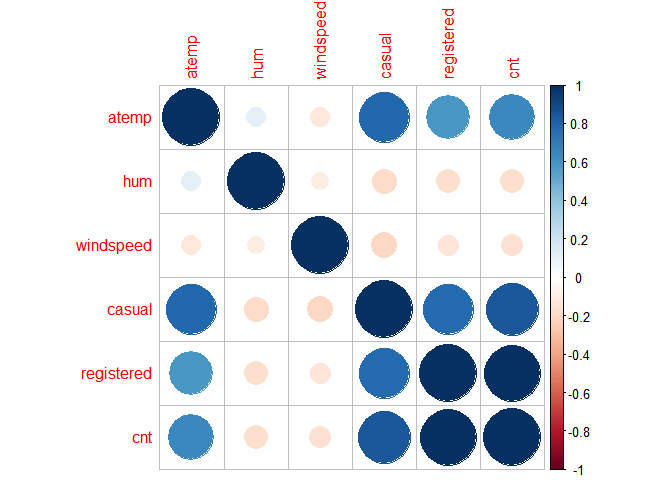 atemp
hum
windspeed
casual
registered
cnt
atemp
hum
windspeed
casual
registered
cnt
1
0.8
0.6
0.4
0.2
0
-0.2
-0.4
-0.6
-0.8
-1